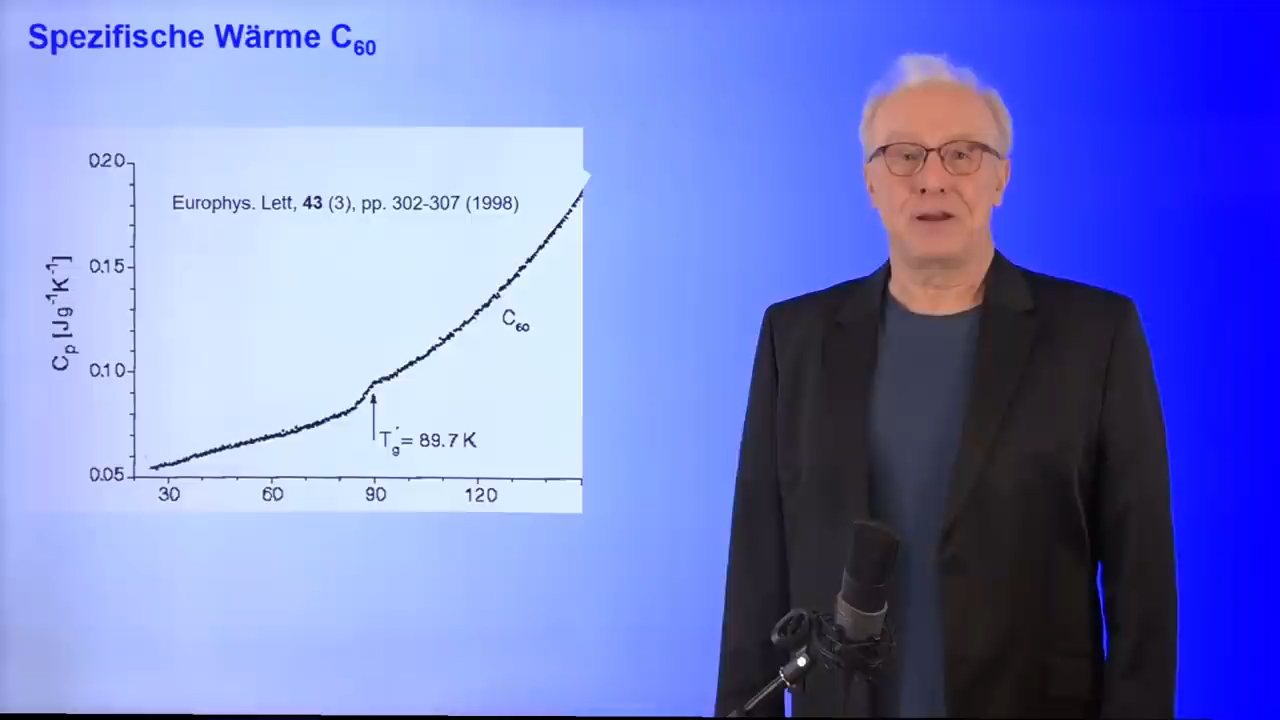 Spezifische Wärme C60
0.20
Europhys. Lett, 43 (3), pp. 302-307 (1998)
0.15
Cp [Jg-1K-1]
C60
0.10
Tg*= 89.7 K
0.05
30 60 90 120